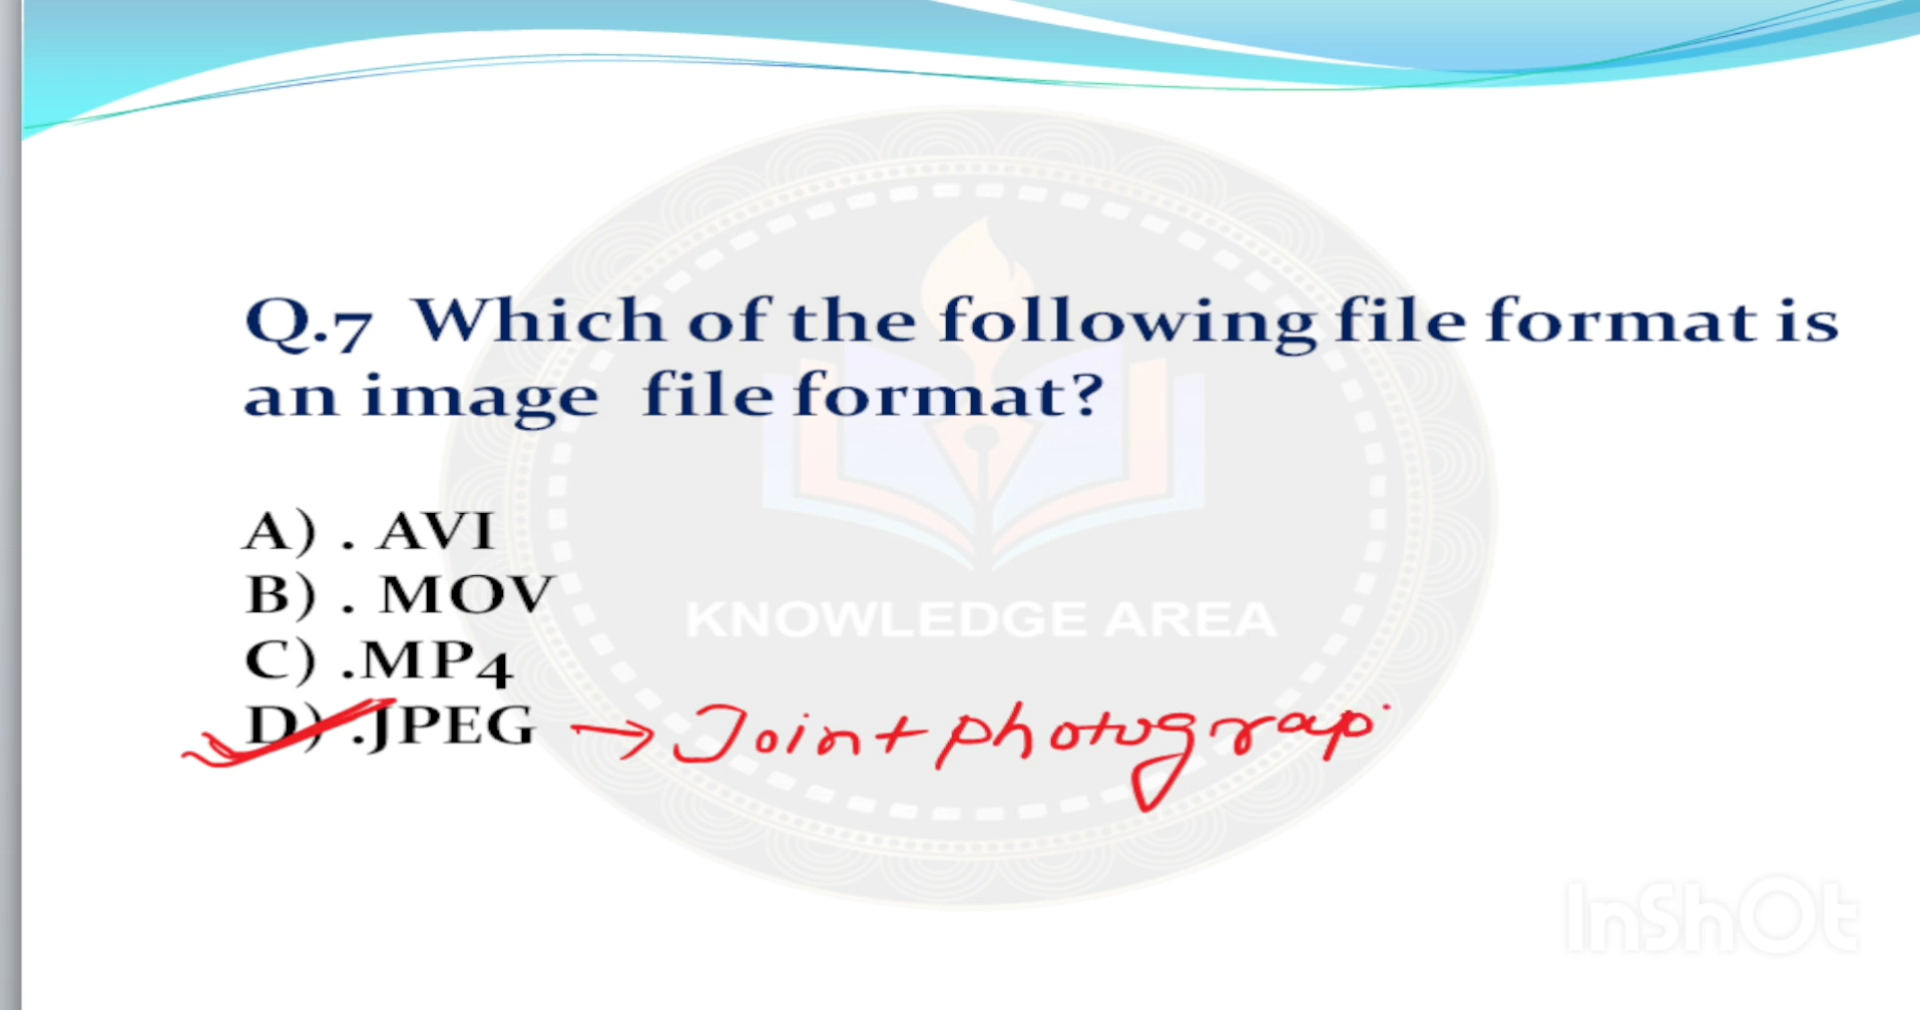 Q.7 Which of the following file format is
an image file format?
A) . AVI
B) . MOV
C) .MP4
D) .JPEG → Joint photograp
KNOWLEDGE AREA
InShOt